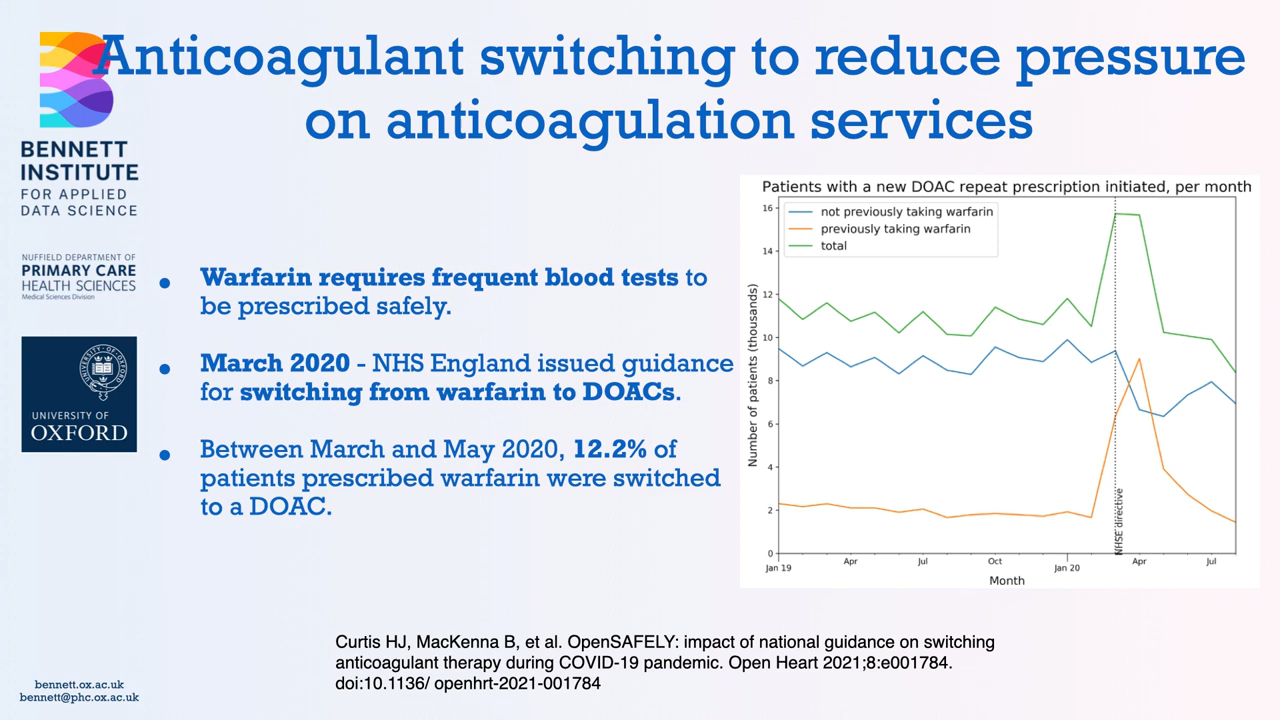 Anticoagulant switching to reduce pressure
on anticoagulation services
BENNETT
INSTITUTE
FOR APPLIED
DATA SCIENCE
NUFFIELD DEPARTMENT OF
PRIMARY CARE
HEALTH SCIENCES
Medical Sciences Division
UNIVERSITY OF
OXFORD
• Warfarin requires frequent blood tests to
be prescribed safely.
• March 2020 - NHS England issued guidance
for switching from warfarin to DOACs.
• Between March and May 2020, 12.2% of
patients prescribed warfarin were switched
to a DOAC.
Patients with a new DOAC repeat prescription initiated, per month
not previously taking warfarin
previously taking warfarin
total
Number of patients (thousands)
16
14
12
10
8
6
4
2
0
NHSE directive
Jan 19 Apr Jul Oct Jan 20 Apr Jul
Month
Curtis HJ, MacKenna B, et al. OpenSAFELY: impact of national guidance on switching
anticoagulant therapy during COVID-19 pandemic. Open Heart 2021;8:e001784.
doi:10.1136/ openhrt-2021-001784
bennett.ox.ac.uk
bennett@phc.ox.ac.uk